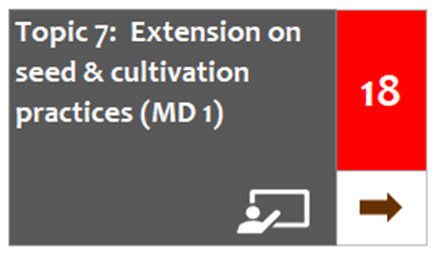 Topic 7:  Extension on
seed & cultivation
practices (MD 1)
18